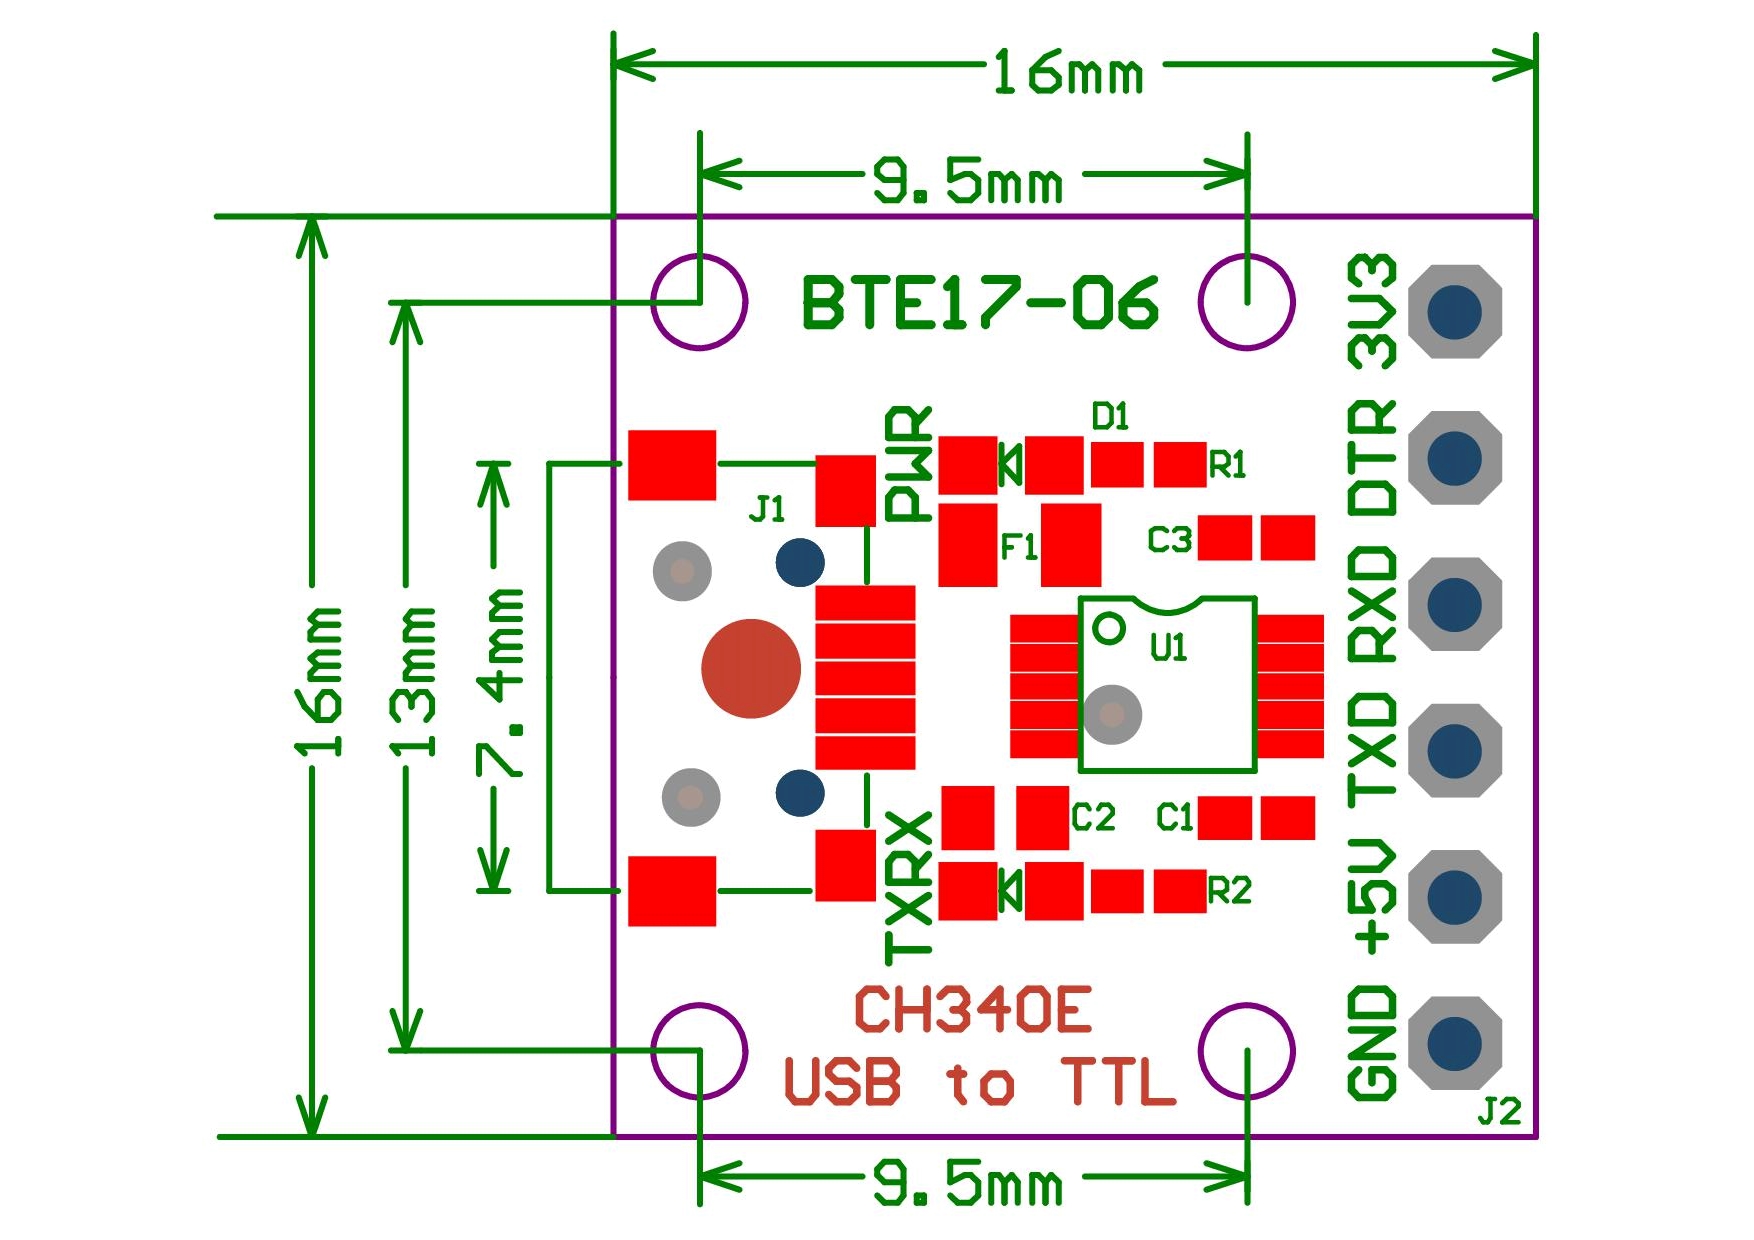 16mm
9.5mm
BTE17-06
3V3
DTR
RXD
TXD
+5V
GND
J2
PWR
D1
R1
J1
F1
C3
U1
16mm
13mm
7.4mm
C2
C1
TXRX
R2
CH340E
USB to TTL
9.5mm